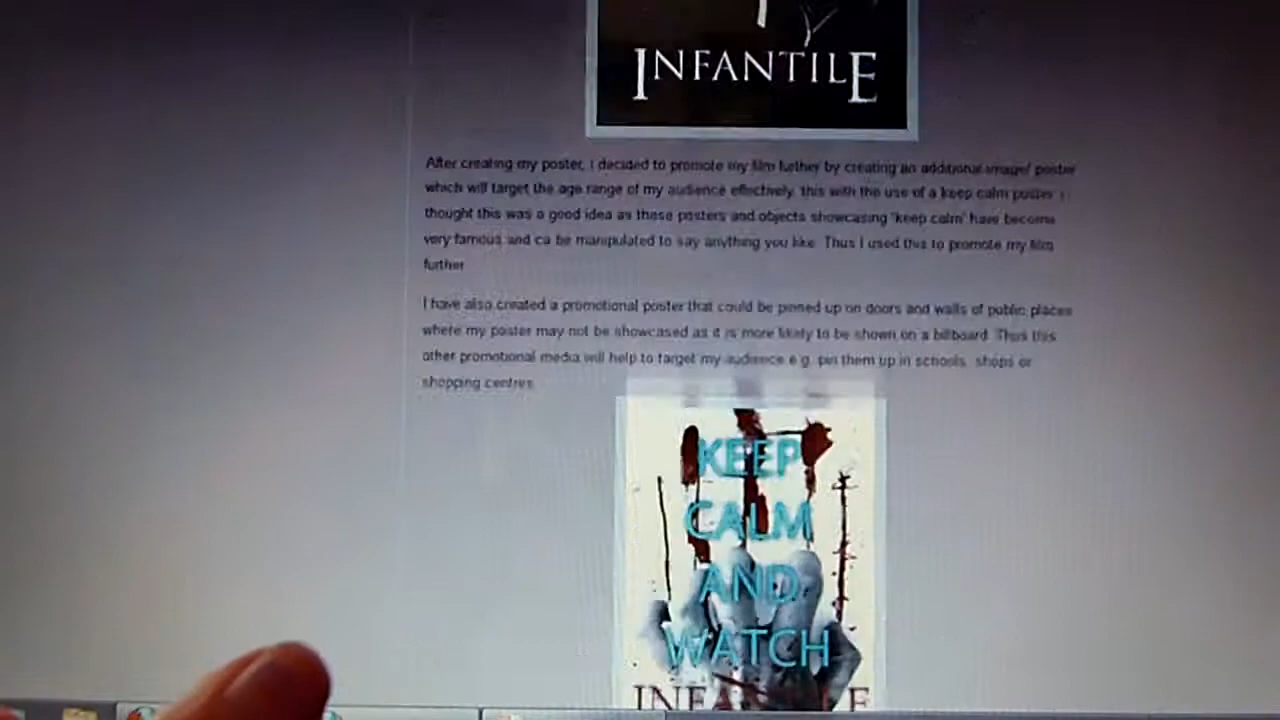 INFANTILE
After creating my poster, I decided to promote my film further by creating an additional image/ poster
which will target the age range of my audience effectively, this with the use of a keep calm poster. I
thought this was a good idea as these posters and objects showcasing 'keep calm' have become
very famous and ca be manipulated to say anything you like. Thus I used this to promote my film
further
I have also created a promotional poster that could be pinned up on doors and walls of public places
where my poster may not be showcased as it is more likely to be shown on a billboard. Thus this
other promotional media will help to target my audience e.g. pin them up in schools, shops or
shopping centres
KEEP
CALM
AND
WATCH
INFANTILE